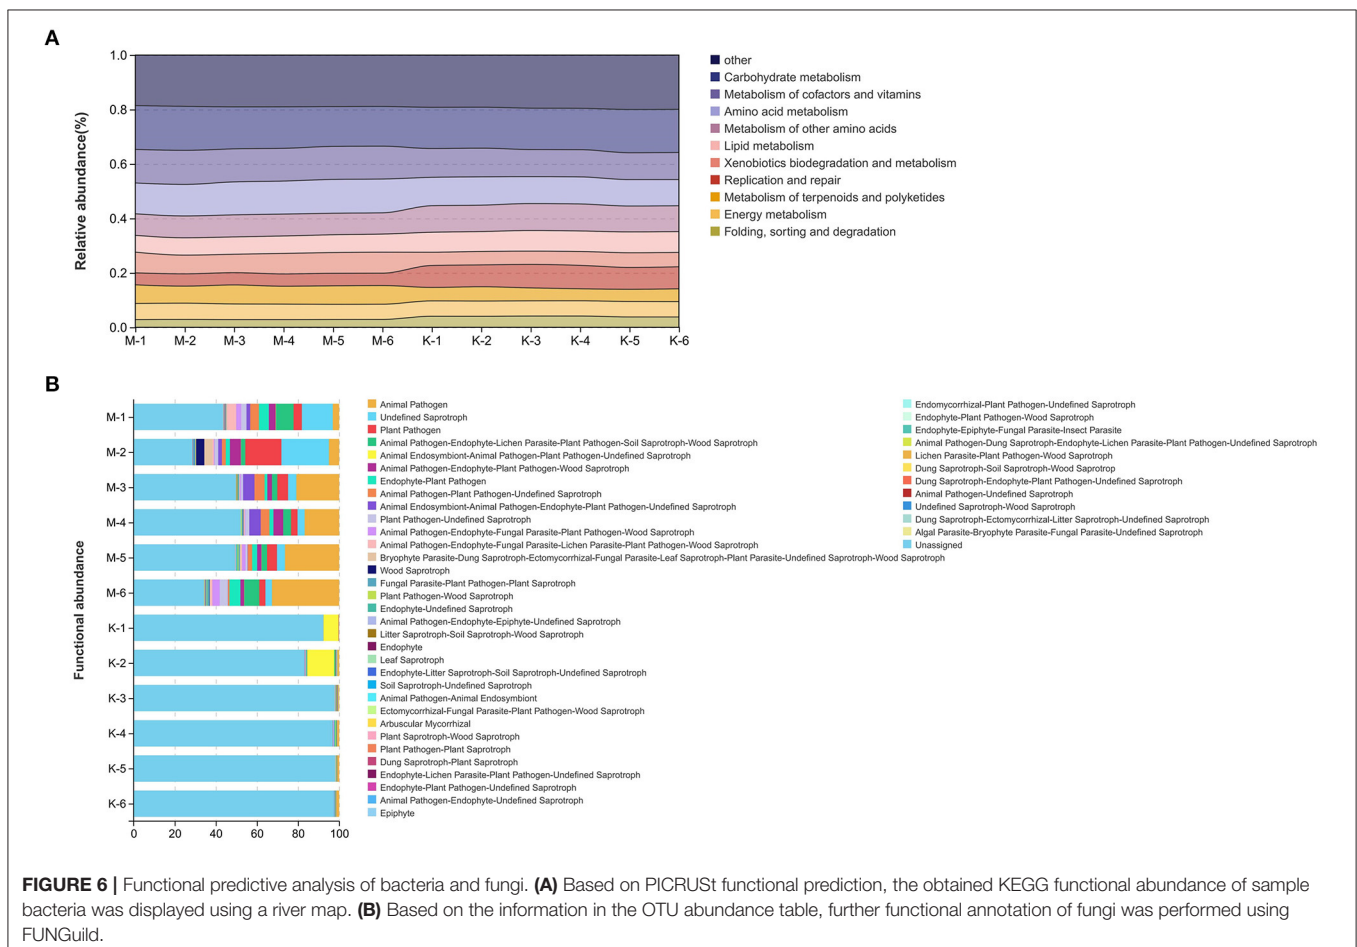 A
Relative abundance(%)
1.0
0.8
0.6
0.4
0.2
0.0
M-1 M-2 M-3 M-4 M-5 M-6 K-1 K-2 K-3 K-4 K-5 K-6
other
Carbohydrate metabolism
Metabolism of cofactors and vitamins
Amino acid metabolism
Metabolism of other amino acids
Lipid metabolism
Xenobiotics biodegradation and metabolism
Replication and repair
Metabolism of terpenoids and polyketides
Energy metabolism
Folding, sorting and degradation
B
Functional abundance
M-1
M-2
M-3
M-4
M-5
M-6
K-1
K-2
K-3
K-4
K-5
K-6
0 20 40 60 80 100
Animal Pathogen
Undefined Saprotroph
Plant Pathogen
Animal Pathogen-Endophyte-Lichen Parasite-Plant Pathogen-Soil Saprotroph-Wood Saprotroph
Animal Endosymbiont-Animal Pathogen-Plant Pathogen-Undefined Saprotroph
Animal Pathogen-Endophyte-Plant Pathogen-Wood Saprotroph
Endophyte-Plant Pathogen
Animal Pathogen-Plant Pathogen-Undefined Saprotroph
Animal Endosymbiont-Animal Pathogen-Endophyte-Plant Pathogen-Undefined Saprotroph
Plant Pathogen-Undefined Saprotroph
Animal Pathogen-Endophyte-Fungal Parasite-Plant Pathogen-Wood Saprotroph
Animal Pathogen-Endophyte-Fungal Parasite-Lichen Parasite-Plant Pathogen-Wood Saprotroph
Bryophyte Parasite-Dung Saprotroph-Ectomycorrhizal-Fungal Parasite-Leaf Saprotroph-Plant Parasite-Undefined Saprotroph-Wood Saprotroph
Wood Saprotroph
Fungal Parasite-Plant Pathogen-Plant Saprotroph
Plant Pathogen-Wood Saprotroph
Endophyte-Undefined Saprotroph
Animal Pathogen-Endophyte-Epiphyte-Undefined Saprotroph
Litter Saprotroph-Soil Saprotroph-Wood Saprotroph
Endophyte
Leaf Saprotroph
Endophyte-Litter Saprotroph-Soil Saprotroph-Undefined Saprotroph
Soil Saprotroph-Undefined Saprotroph
Animal Pathogen-Animal Endosymbiont
Ectomycorrhizal-Fungal Parasite-Plant Pathogen-Wood Saprotroph
Arbuscular Mycorrhizal
Plant Saprotroph-Wood Saprotroph
Plant Pathogen-Plant Saprotroph
Dung Saprotroph-Plant Saprotroph
Endophyte-Lichen Parasite-Plant Pathogen-Undefined Saprotroph
Endophyte-Plant Pathogen-Undefined Saprotroph
Animal Pathogen-Endophyte-Undefined Saprotroph
Epiphyte
Endomycorrhizal-Plant Pathogen-Undefined Saprotroph
Endophyte-Plant Pathogen-Wood Saprotroph
Endophyte-Epiphyte-Fungal Parasite-Insect Parasite
Animal Pathogen-Dung Saprotroph-Endophyte-Lichen Parasite-Plant Pathogen-Undefined Saprotroph
Lichen Parasite-Plant Pathogen-Wood Saprotroph
Dung Saprotroph-Soil Saprotroph-Wood Saprotrop
Dung Saprotroph-Endophyte-Plant Pathogen-Undefined Saprotroph
Animal Pathogen-Undefined Saprotroph
Undefined Saprotroph-Wood Saprotroph
Dung Saprotroph-Ectomycorrhizal-Litter Saprotroph-Undefined Saprotroph
Algal Parasite-Bryophyte Parasite-Fungal Parasite-Undefined Saprotroph
Unassigned
FIGURE 6 | Functional predictive analysis of bacteria and fungi. (A) Based on PICRUSt functional prediction, the obtained KEGG functional abundance of sample
bacteria was displayed using a river map. (B) Based on the information in the OTU abundance table, further functional annotation of fungi was performed using
FUNGuild.